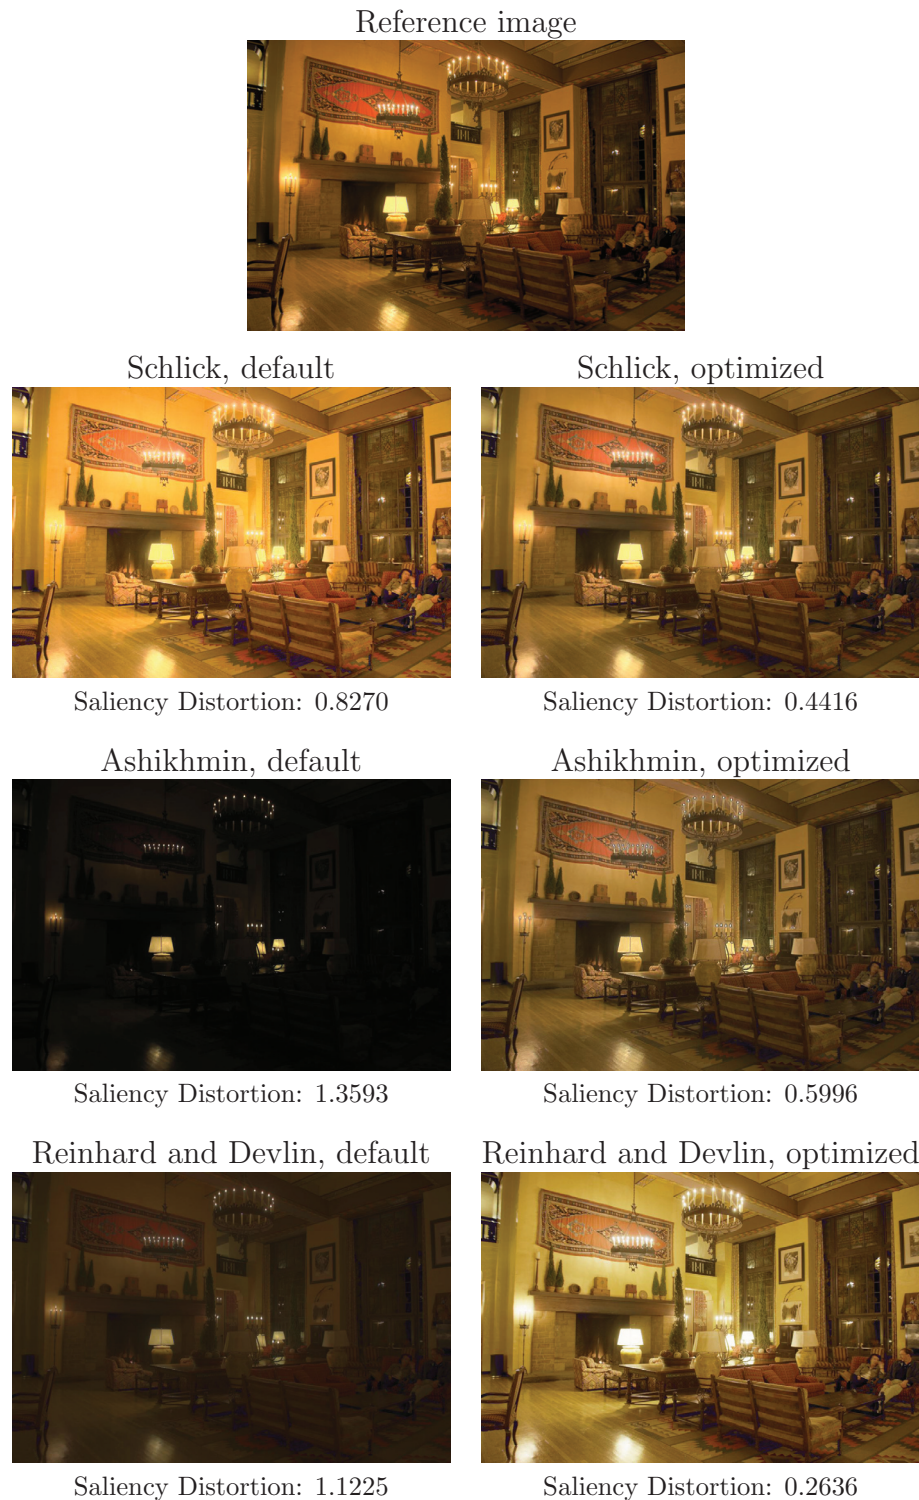 Reference image
Schlick, default
Schlick, optimized
Saliency Distortion: 0.8270
Saliency Distortion: 0.4416
Ashikhmin, default
Ashikhmin, optimized
Saliency Distortion: 1.3593
Saliency Distortion: 0.5996
Reinhard and Devlin, default
Reinhard and Devlin, optimized
Saliency Distortion: 1.1225
Saliency Distortion: 0.2636